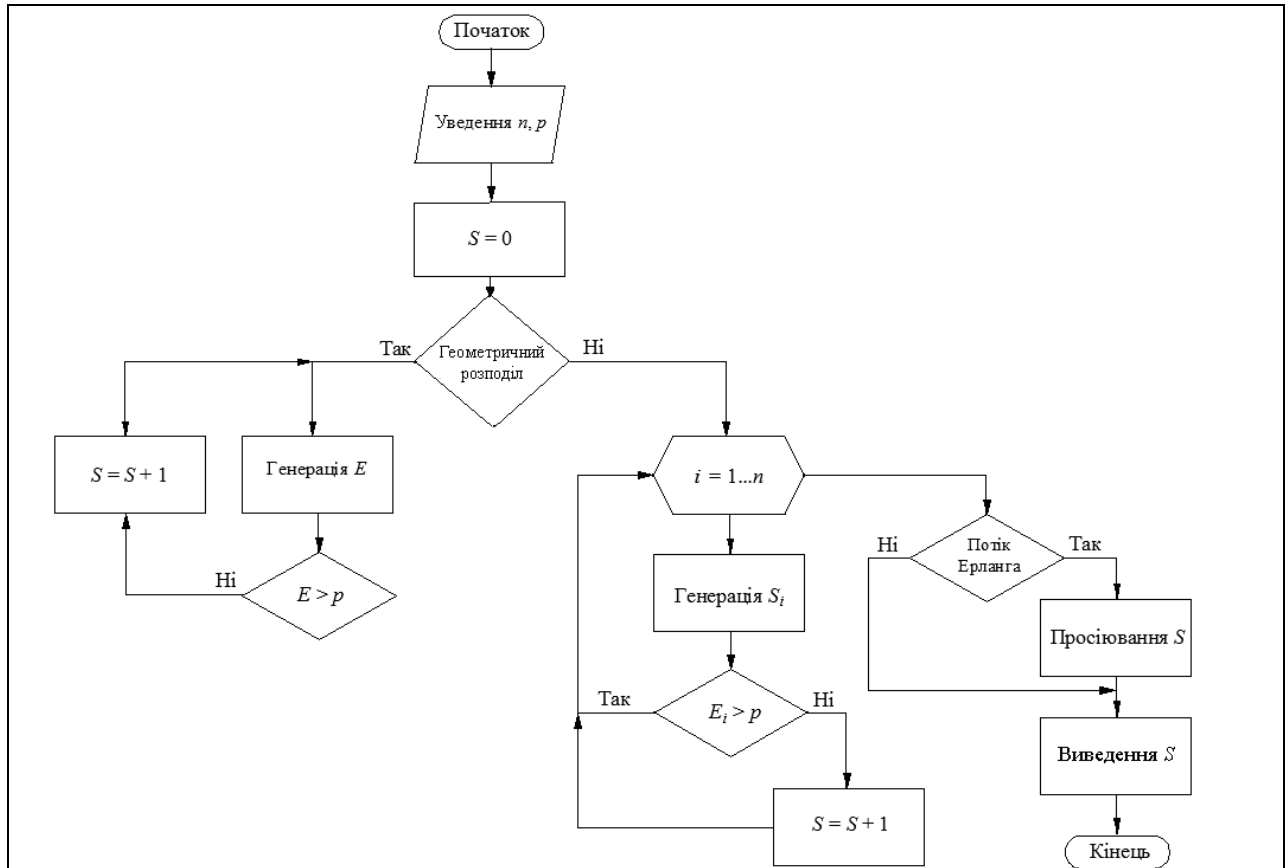 Початок
Уведення n, p
S = 0
Так
Геометричний
розподіл
Ні
S = S + 1
Генерація E
i = 1...n
Ні
E > p
Ні
Потік
Ерланга
Так
Генерація Si
Просіювання S
Так
Ei > p
Ні
Виведення S
S = S + 1
Кінець